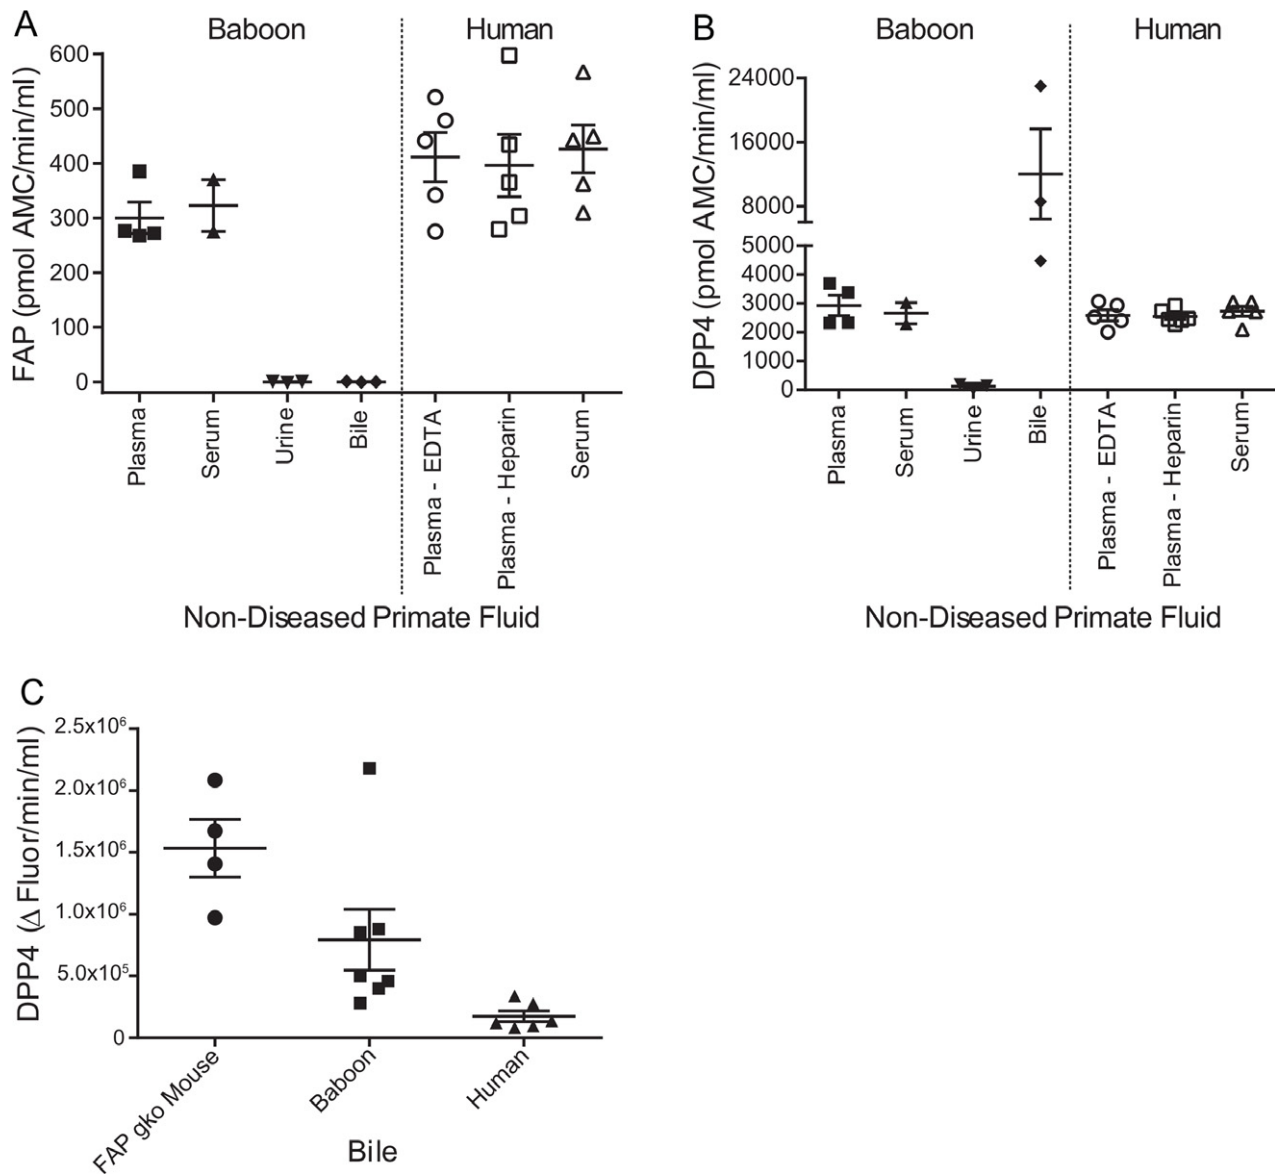 A
Baboon
Human
FAP (pmol AMC/min/ml)
600
500
400
300
200
100
0
Plasma
Serum
Urine
Bile
Plasma - EDTA
Plasma - Heparin
Serum
Non-Diseased Primate Fluid
B
Baboon
Human
DPP4 (pmol AMC/min/ml)
24000
16000
8000
5000
4000
3000
2000
1000
0
Plasma
Serum
Urine
Bile
Plasma - EDTA
Plasma - Heparin
Serum
Non-Diseased Primate Fluid
C
DPP4 (Δ Fluor/min/ml)
2.5x10⁶
2.0x10⁶
1.5x10⁶
1.0x10⁶
5.0x10⁵
0
FAP gko Mouse
Baboon
Human
Bile